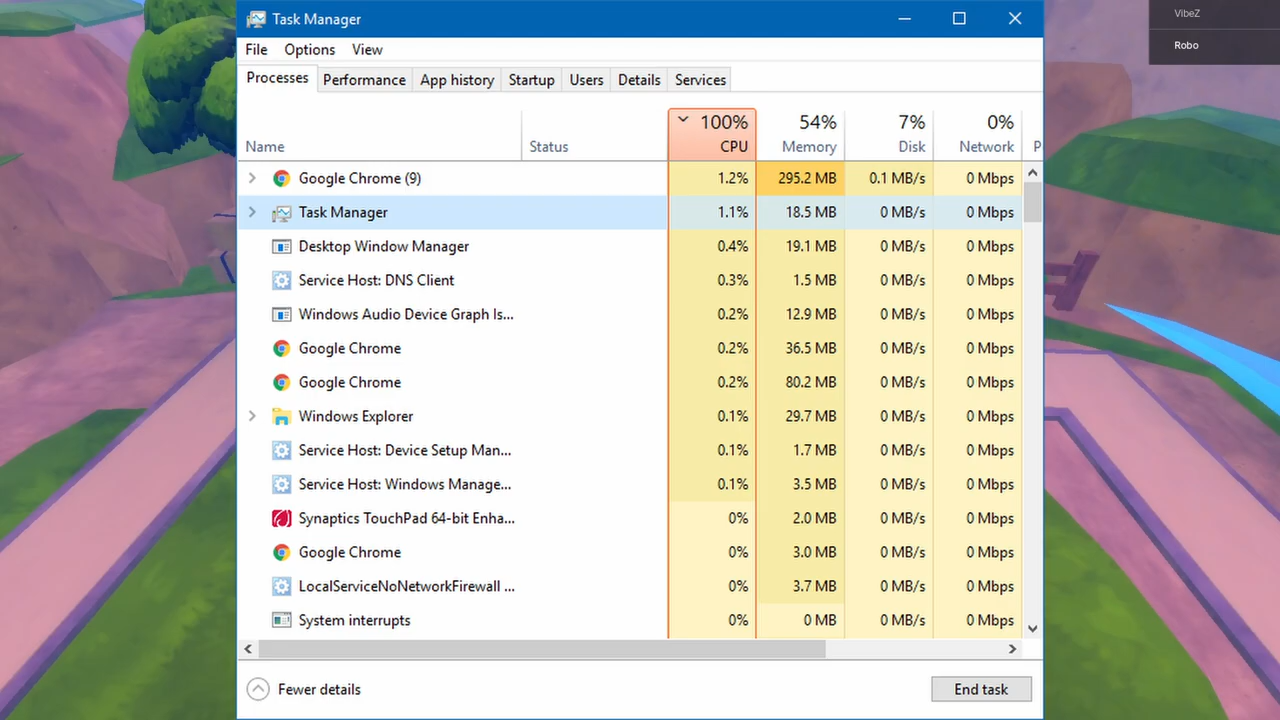 Task Manager
VibeZ
Robo
File Options View
Processes Performance App history Startup Users Details Services
100% 54% 7% 0%
Name Status CPU Memory Disk Network P
Google Chrome (9) 1.2% 295.2 MB 0.1 MB/s 0 Mbps
Task Manager 1.1% 18.5 MB 0 MB/s 0 Mbps
Desktop Window Manager 0.4% 19.1 MB 0 MB/s 0 Mbps
Service Host: DNS Client 0.3% 1.5 MB 0 MB/s 0 Mbps
Windows Audio Device Graph Is... 0.2% 12.9 MB 0 MB/s 0 Mbps
Google Chrome 0.2% 36.5 MB 0 MB/s 0 Mbps
Google Chrome 0.2% 80.2 MB 0 MB/s 0 Mbps
Windows Explorer 0.1% 29.7 MB 0 MB/s 0 Mbps
Service Host: Device Setup Man... 0.1% 1.7 MB 0 MB/s 0 Mbps
Service Host: Windows Manage... 0.1% 3.5 MB 0 MB/s 0 Mbps
Synaptics TouchPad 64-bit Enha... 0% 2.0 MB 0 MB/s 0 Mbps
Google Chrome 0% 3.0 MB 0 MB/s 0 Mbps
LocalServiceNoNetworkFirewall ... 0% 3.7 MB 0 MB/s 0 Mbps
System interrupts 0% 0 MB 0 MB/s 0 Mbps
Fewer details End task